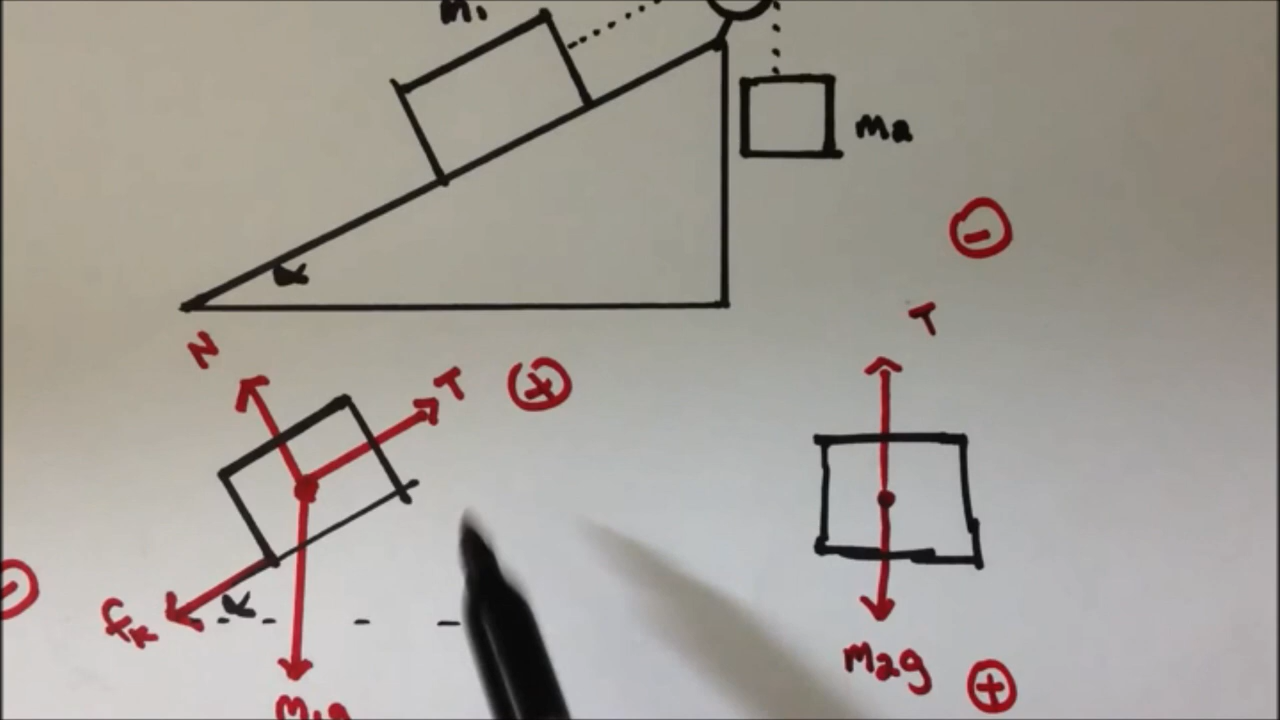 m₁
m₂
α
−
T
N
T
+
−
fₖ
α
m₁g
m₂g
+